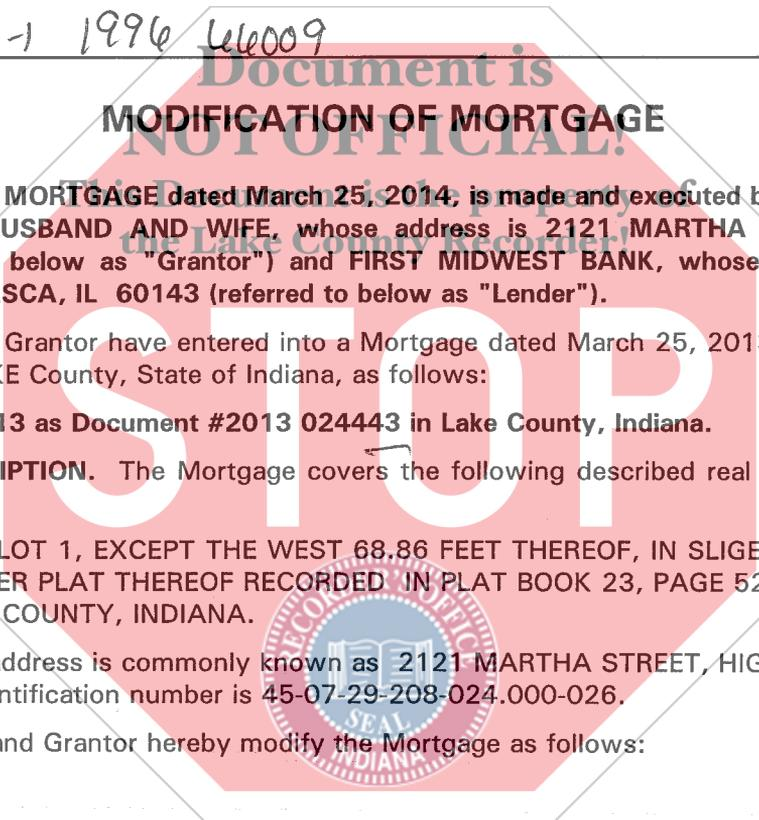 -1 1996 66009
Document is
MODIFICATION OF MORTGAGE
NOT OFFICIAL!
This Document is the property of
MORTGAGE dated March 25, 2014, is made and executed b
USBAND AND WIFE, whose address is 2121 MARTHA
the Lake County Recorder!
below as "Grantor") and FIRST MIDWEST BANK, whose
SCA, IL 60143 (referred to below as "Lender").
Grantor have entered into a Mortgage dated March 25, 201
KE County, State of Indiana, as follows:
STOP
13 as Document #2013 024443 in Lake County, Indiana.
IPTION. The Mortgage covers the following described real
LOT 1, EXCEPT THE WEST 68.86 FEET THEREOF, IN SLIGE
ER PLAT THEREOF RECORDED IN PLAT BOOK 23, PAGE 52
COUNTY, INDIANA.
address is commonly known as 2121 MARTHA STREET, HIG
entification number is 45-07-29-208-024.000-026.
and Grantor hereby modify the Mortgage as follows:
RECORDER'S OFFICE
SEAL
INDIANA